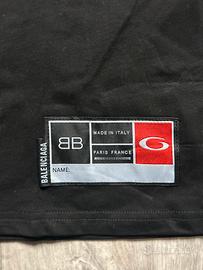 BALENCIAGA
BB
MADE IN ITALY
PARIS FRANCE
NAME: